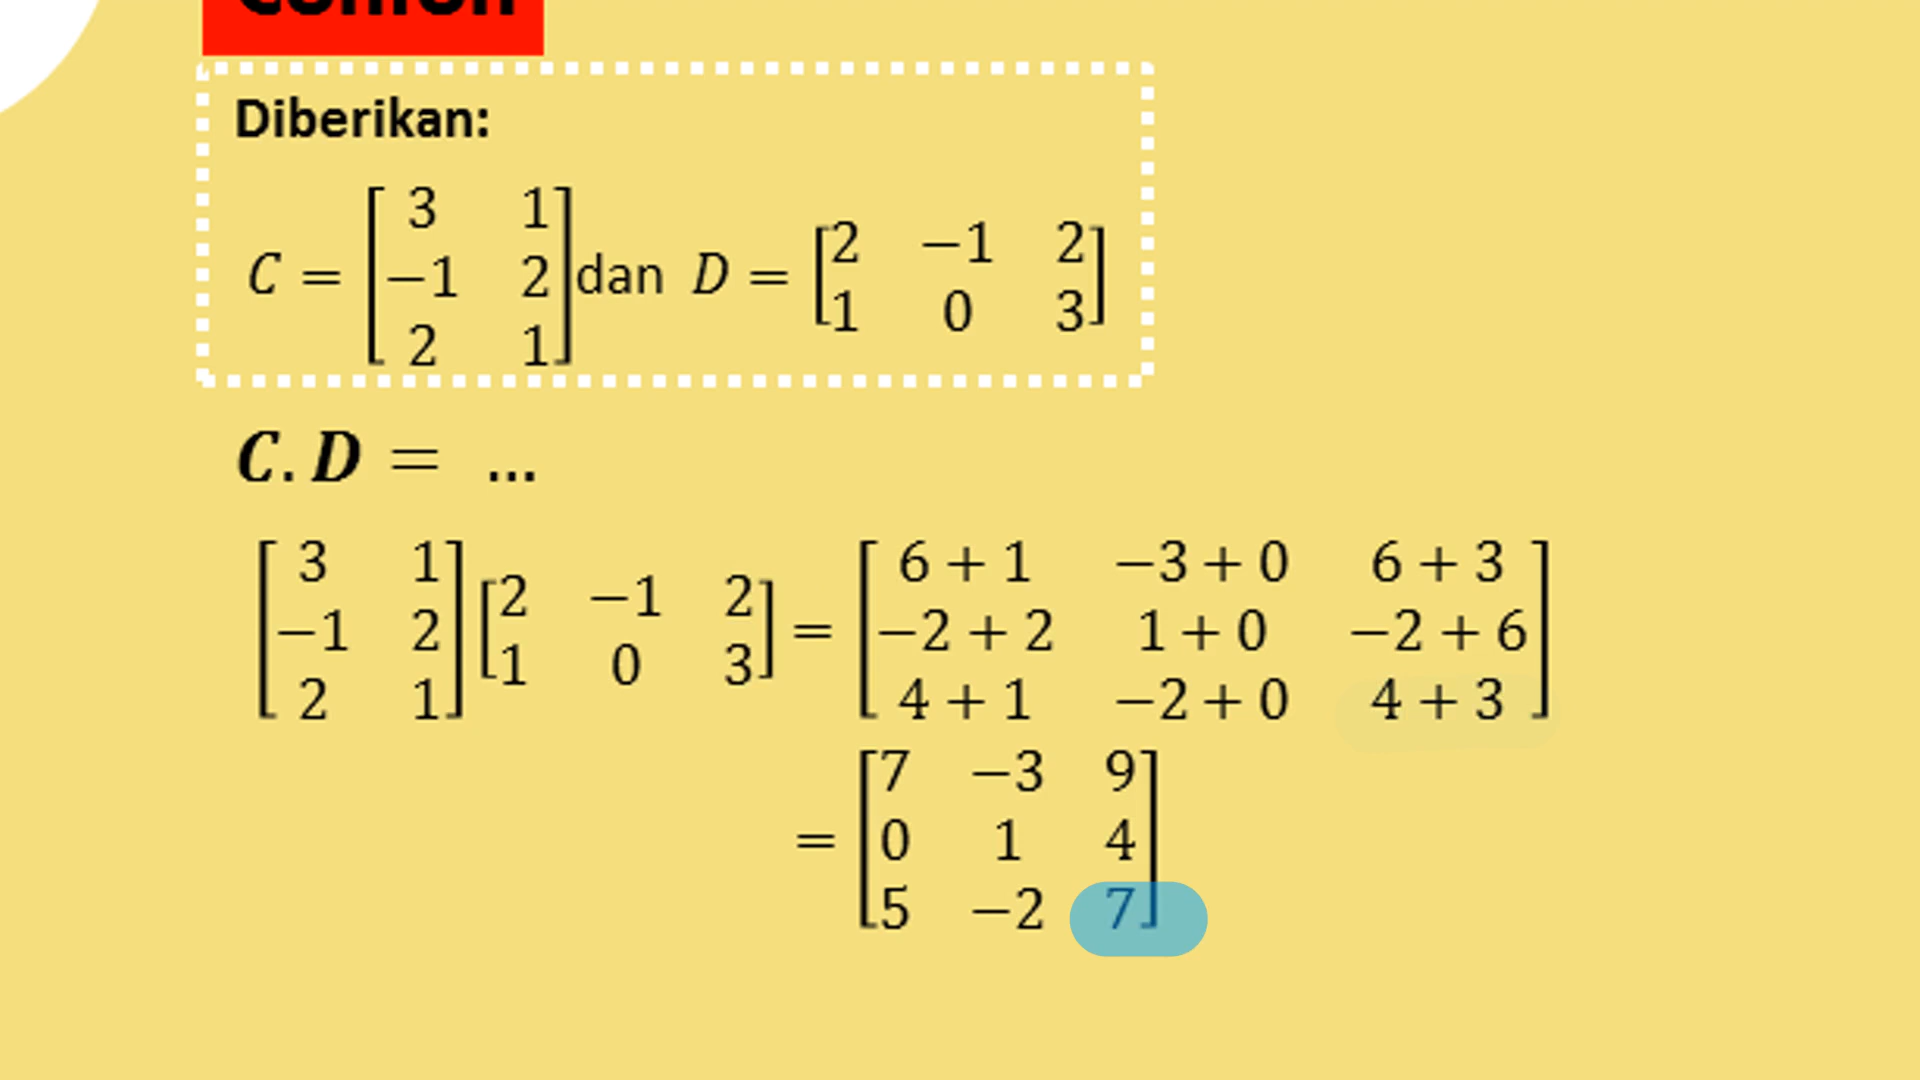 Contoh
Diberikan:
C = [3 1; −1 2; 2 1] dan D = [2 −1 2; 1 0 3]
C. D = ...
[3 1; −1 2; 2 1] [2 −1 2; 1 0 3] = [6 + 1 −3 + 0 6 + 3; −2 + 2 1 + 0 −2 + 6; 4 + 1 −2 + 0 4 + 3]
= [7 −3 9; 0 1 4; 5 −2 7]